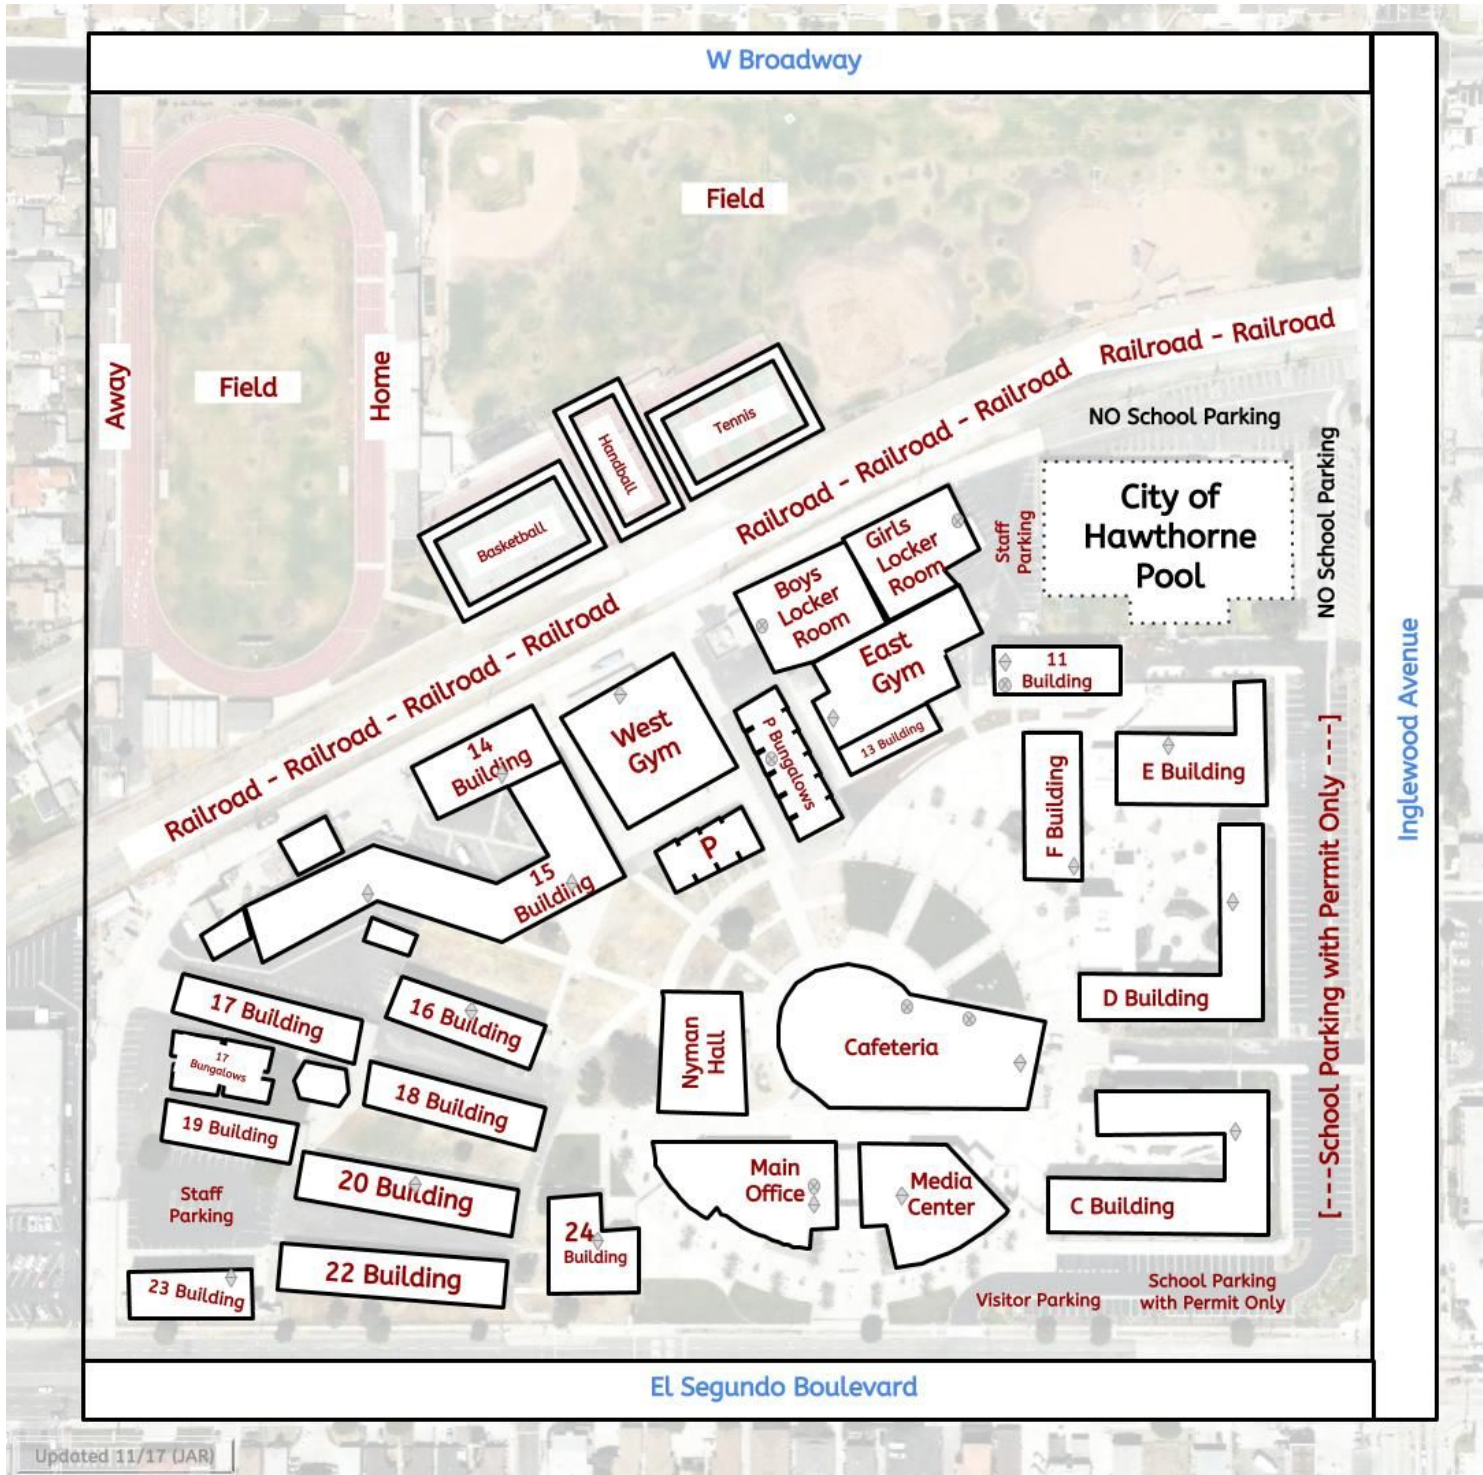 W Broadway
Field
Railroad - Railroad
Away
Field
Home
NO School Parking
Tennis
Handball
Basketball
Railroad - Railroad - Railroad
NO School Parking
City of
Hawthorne
Pool
Staff
Parking
Girls
Locker
Room
Boys
Locker
Room
Railroad - Railroad - Railroad - Railroad
East
Gym
11
Building
Inglewood Avenue
West
Gym
P Bungalows
13 Building
14
Building
E Building
F Building
P
15
Building
[---School Parking with Permit Only ----]
17 Building
16 Building
D Building
Nyman
Hall
Cafeteria
17
Bungalows
18 Building
19 Building
20 Building
Main
Office
Media
Center
C Building
Staff
Parking
24
Building
22 Building
23 Building
Visitor Parking
School Parking
with Permit Only
El Segundo Boulevard
Updated 11/17 (JAR)